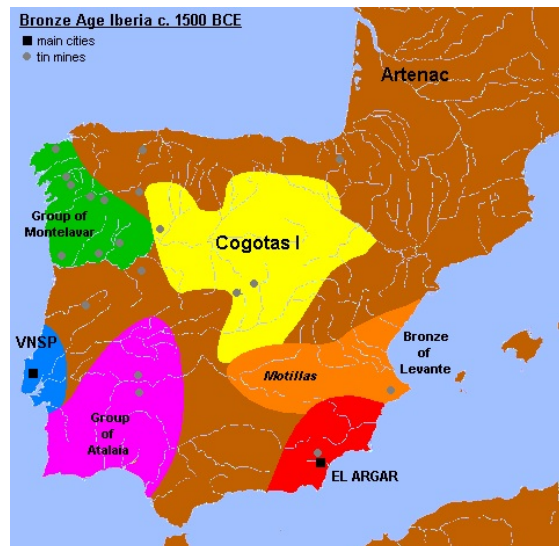 Bronze Age Iberia c. 1500 BCE
main cities
tin mines
Artenac
Group of
Montelavar
Cogotas I
VNSP
Bronze
of
Levante
Motillas
Group
of
Atalaia
EL ARGAR